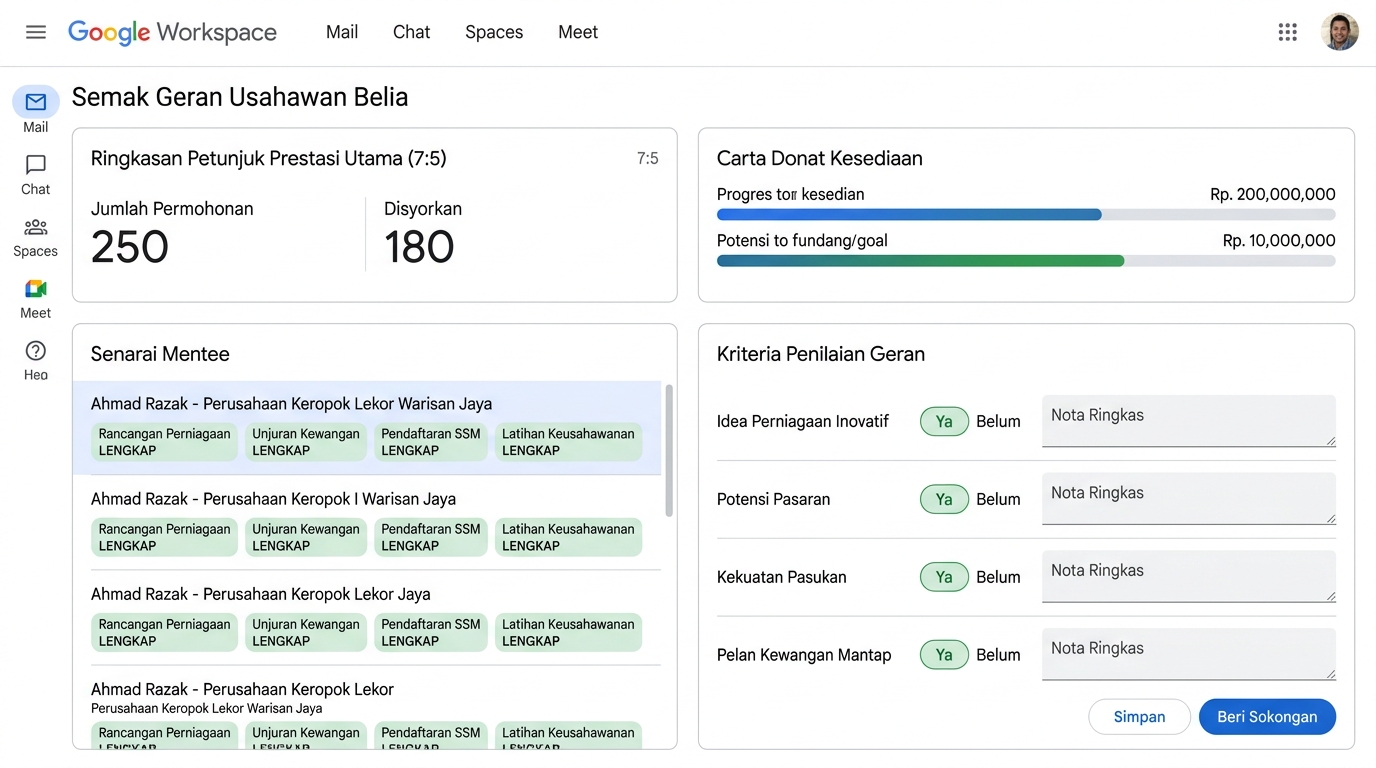 Google Workspace
Mail
Chat
Spaces
Meet
Mail
Chat
Spaces
Meet
Heɑ
Semak Geran Usahawan Belia
Ringkasan Petunjuk Prestasi Utama (7:5)
7:5
Jumlah Permohonan
250
Disyorkan
180
Carta Donat Kesediaan
Progres tom kesedian
Rp. 200,000,000
Potensi to fundang/goal
Rp. 10,000,000
Senarai Mentee
Ahmad Razak - Perusahaan Keropok Lekor Warisan Jaya
Rancangan Perniagaan
LENGKAP
Unjuran Kewangan
LENGKAP
Pendaftaran SSM
LENGKAP
Latihan Keusahawanan
LENGKAP
Ahmad Razak - Perusahaan Keropok I Warisan Jaya
Rancangan Perniagaan
LENGKAP
Unjuran Kewangan
LENGKAP
Pendaftaran SSM
LENGKAP
Latihan Keusahawanan
LENGKAP
Ahmad Razak - Perusahaan Keropok Lekor Jaya
Rancangan Perniagaan
LENGKAP
Unjuran Kewangan
LENGKAP
Pendaftaran SSM
LENGKAP
Latihan Keusahawanan
LENGKAP
Ahmad Razak - Perusahaan Keropok Lekor
Perusahaan Keropok Lekor Warisan Jaya
Rancangan Perniagaan
Unjuran Kewangan
Pendaftaran SSM
Latihan Keusahawanan
Kriteria Penilaian Geran
Idea Perniagaan Inovatif
Ya
Belum
Nota Ringkas
Potensi Pasaran
Ya
Belum
Nota Ringkas
Kekuatan Pasukan
Ya
Belum
Nota Ringkas
Pelan Kewangan Mantap
Ya
Belum
Nota Ringkas
Simpan
Beri Sokongan